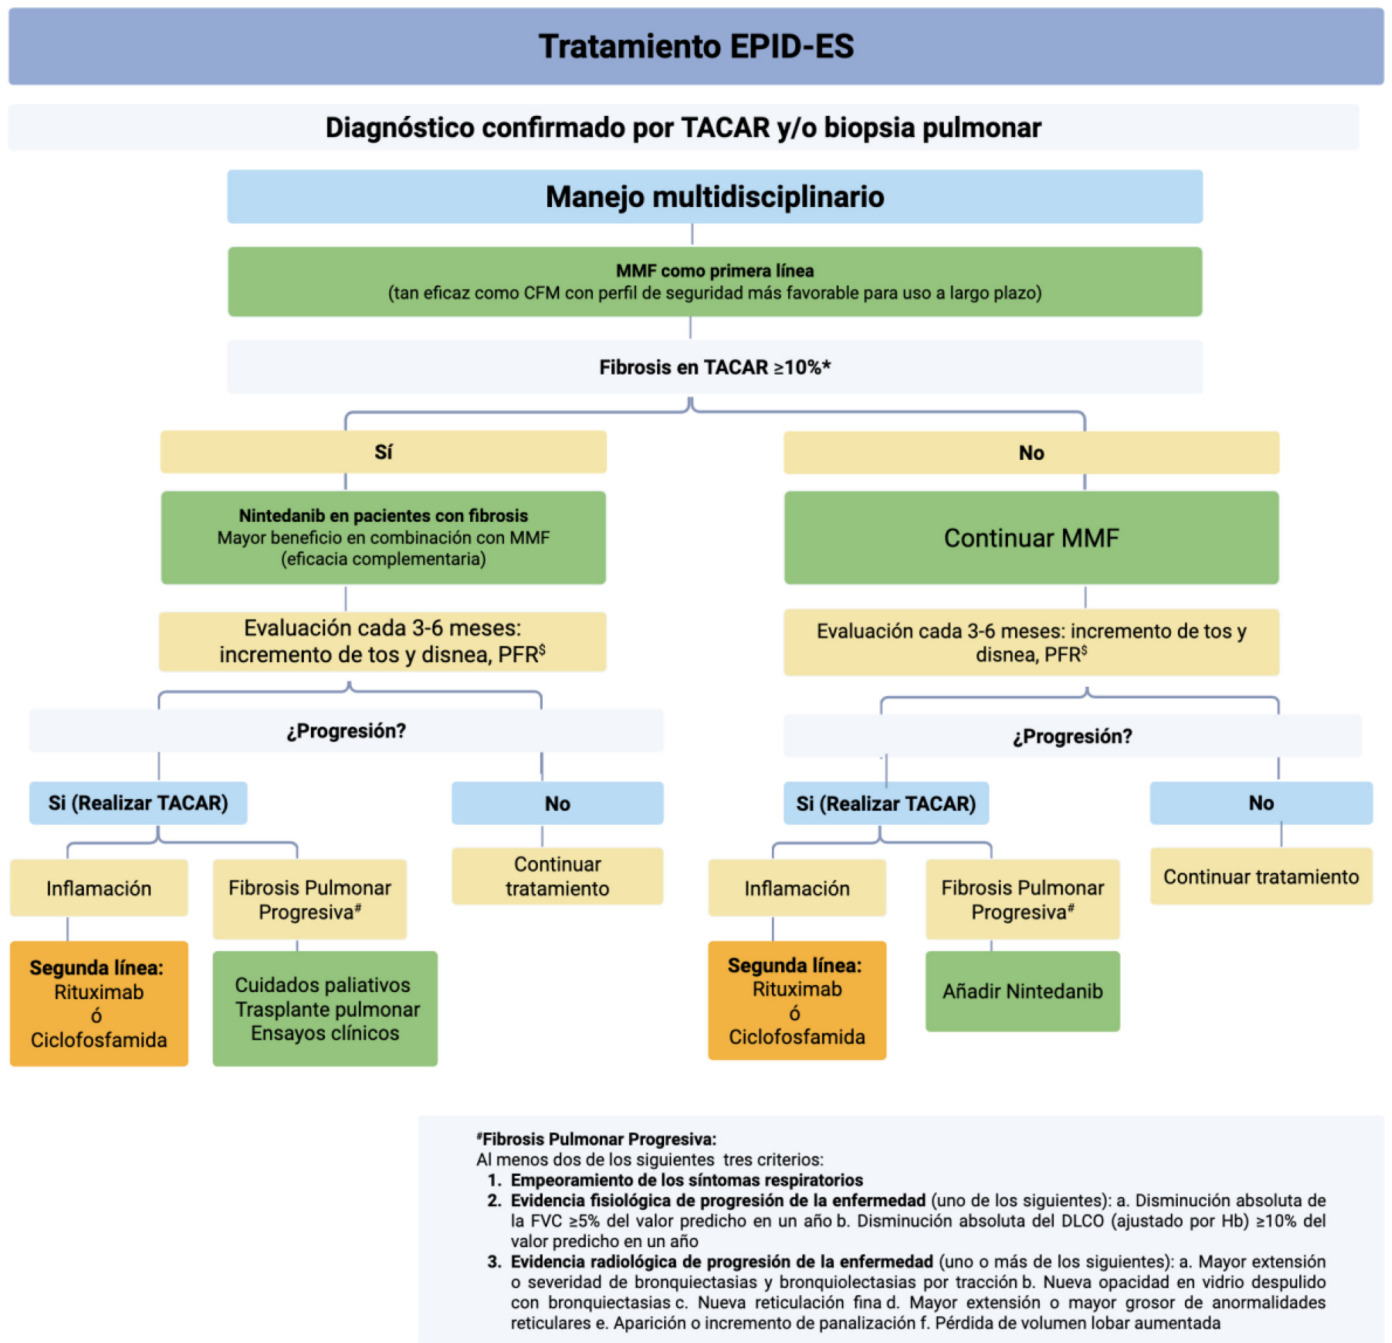 Tratamiento EPID-ES
Diagnóstico confirmado por TACAR y/o biopsia pulmonar
Manejo multidisciplinario
MMF como primera línea
(tan eficaz como CFM con perfil de seguridad más favorable para uso a largo plazo)
Fibrosis en TACAR ≥10%*
Sí
Nintedanib en pacientes con fibrosis
Mayor beneficio en combinación con MMF
(eficacia complementaria)
Evaluación cada 3-6 meses:
incremento de tos y disnea, PFR$
¿Progresión?
Si (Realizar TACAR)
No
Inflamación
Fibrosis Pulmonar
Progresiva#
Continuar
tratamiento
Segunda línea:
Rituximab
ó
Ciclofosfamida
Cuidados paliativos
Trasplante pulmonar
Ensayos clínicos
No
Continuar MMF
Evaluación cada 3-6 meses: incremento de tos y
disnea, PFR$
¿Progresión?
Si (Realizar TACAR)
No
Inflamación
Fibrosis Pulmonar
Progresiva#
Continuar tratamiento
Segunda línea:
Rituximab
ó
Ciclofosfamida
Añadir Nintedanib
#Fibrosis Pulmonar Progresiva:
Al menos dos de los siguientes tres criterios:
1. Empeoramiento de los síntomas respiratorios
2. Evidencia fisiológica de progresión de la enfermedad (uno de los siguientes): a. Disminución absoluta de
la FVC ≥5% del valor predicho en un año b. Disminución absoluta del DLCO (ajustado por Hb) ≥10% del
valor predicho en un año
3. Evidencia radiológica de progresión de la enfermedad (uno o más de los siguientes): a. Mayor extensión
o severidad de bronquiectasias y bronquiolectasias por tracción b. Nueva opacidad en vidrio despulido
con bronquiectasias c. Nueva reticulación fina d. Mayor extensión o mayor grosor de anormalidades
reticulares e. Aparición o incremento de panalización f. Pérdida de volumen lobar aumentada